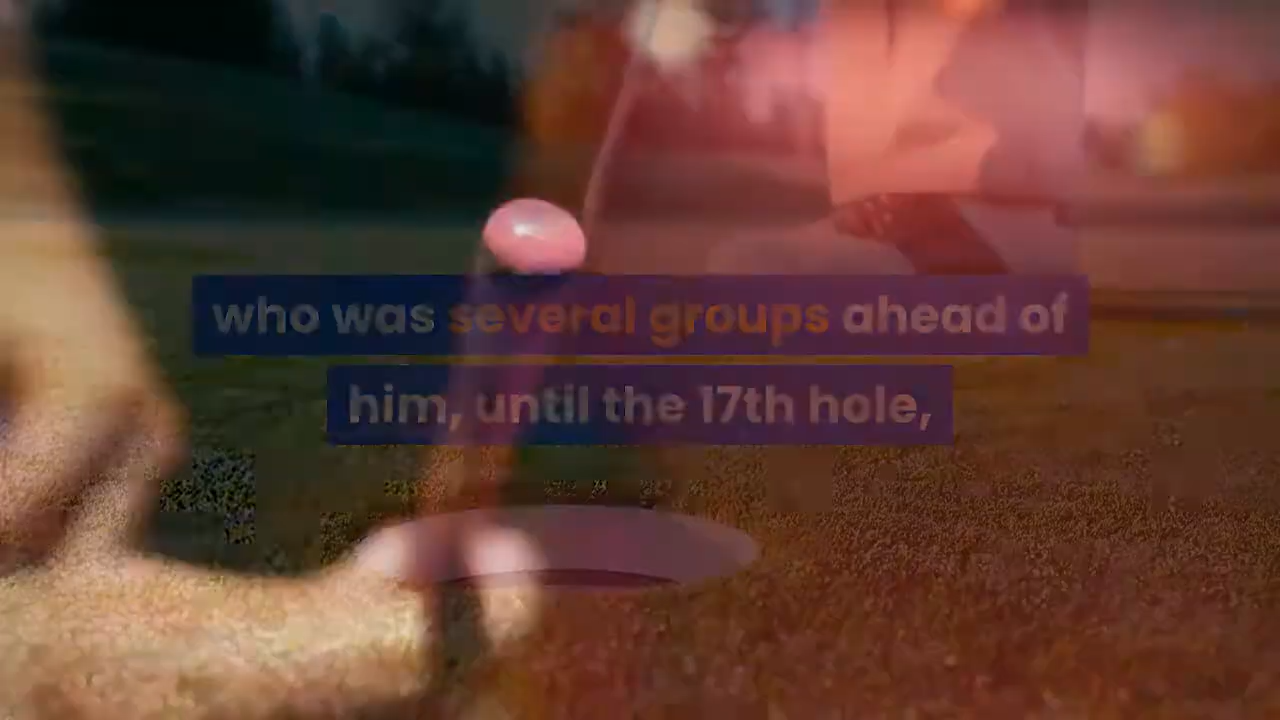 who was several groups ahead of
him, until the 17th hole,